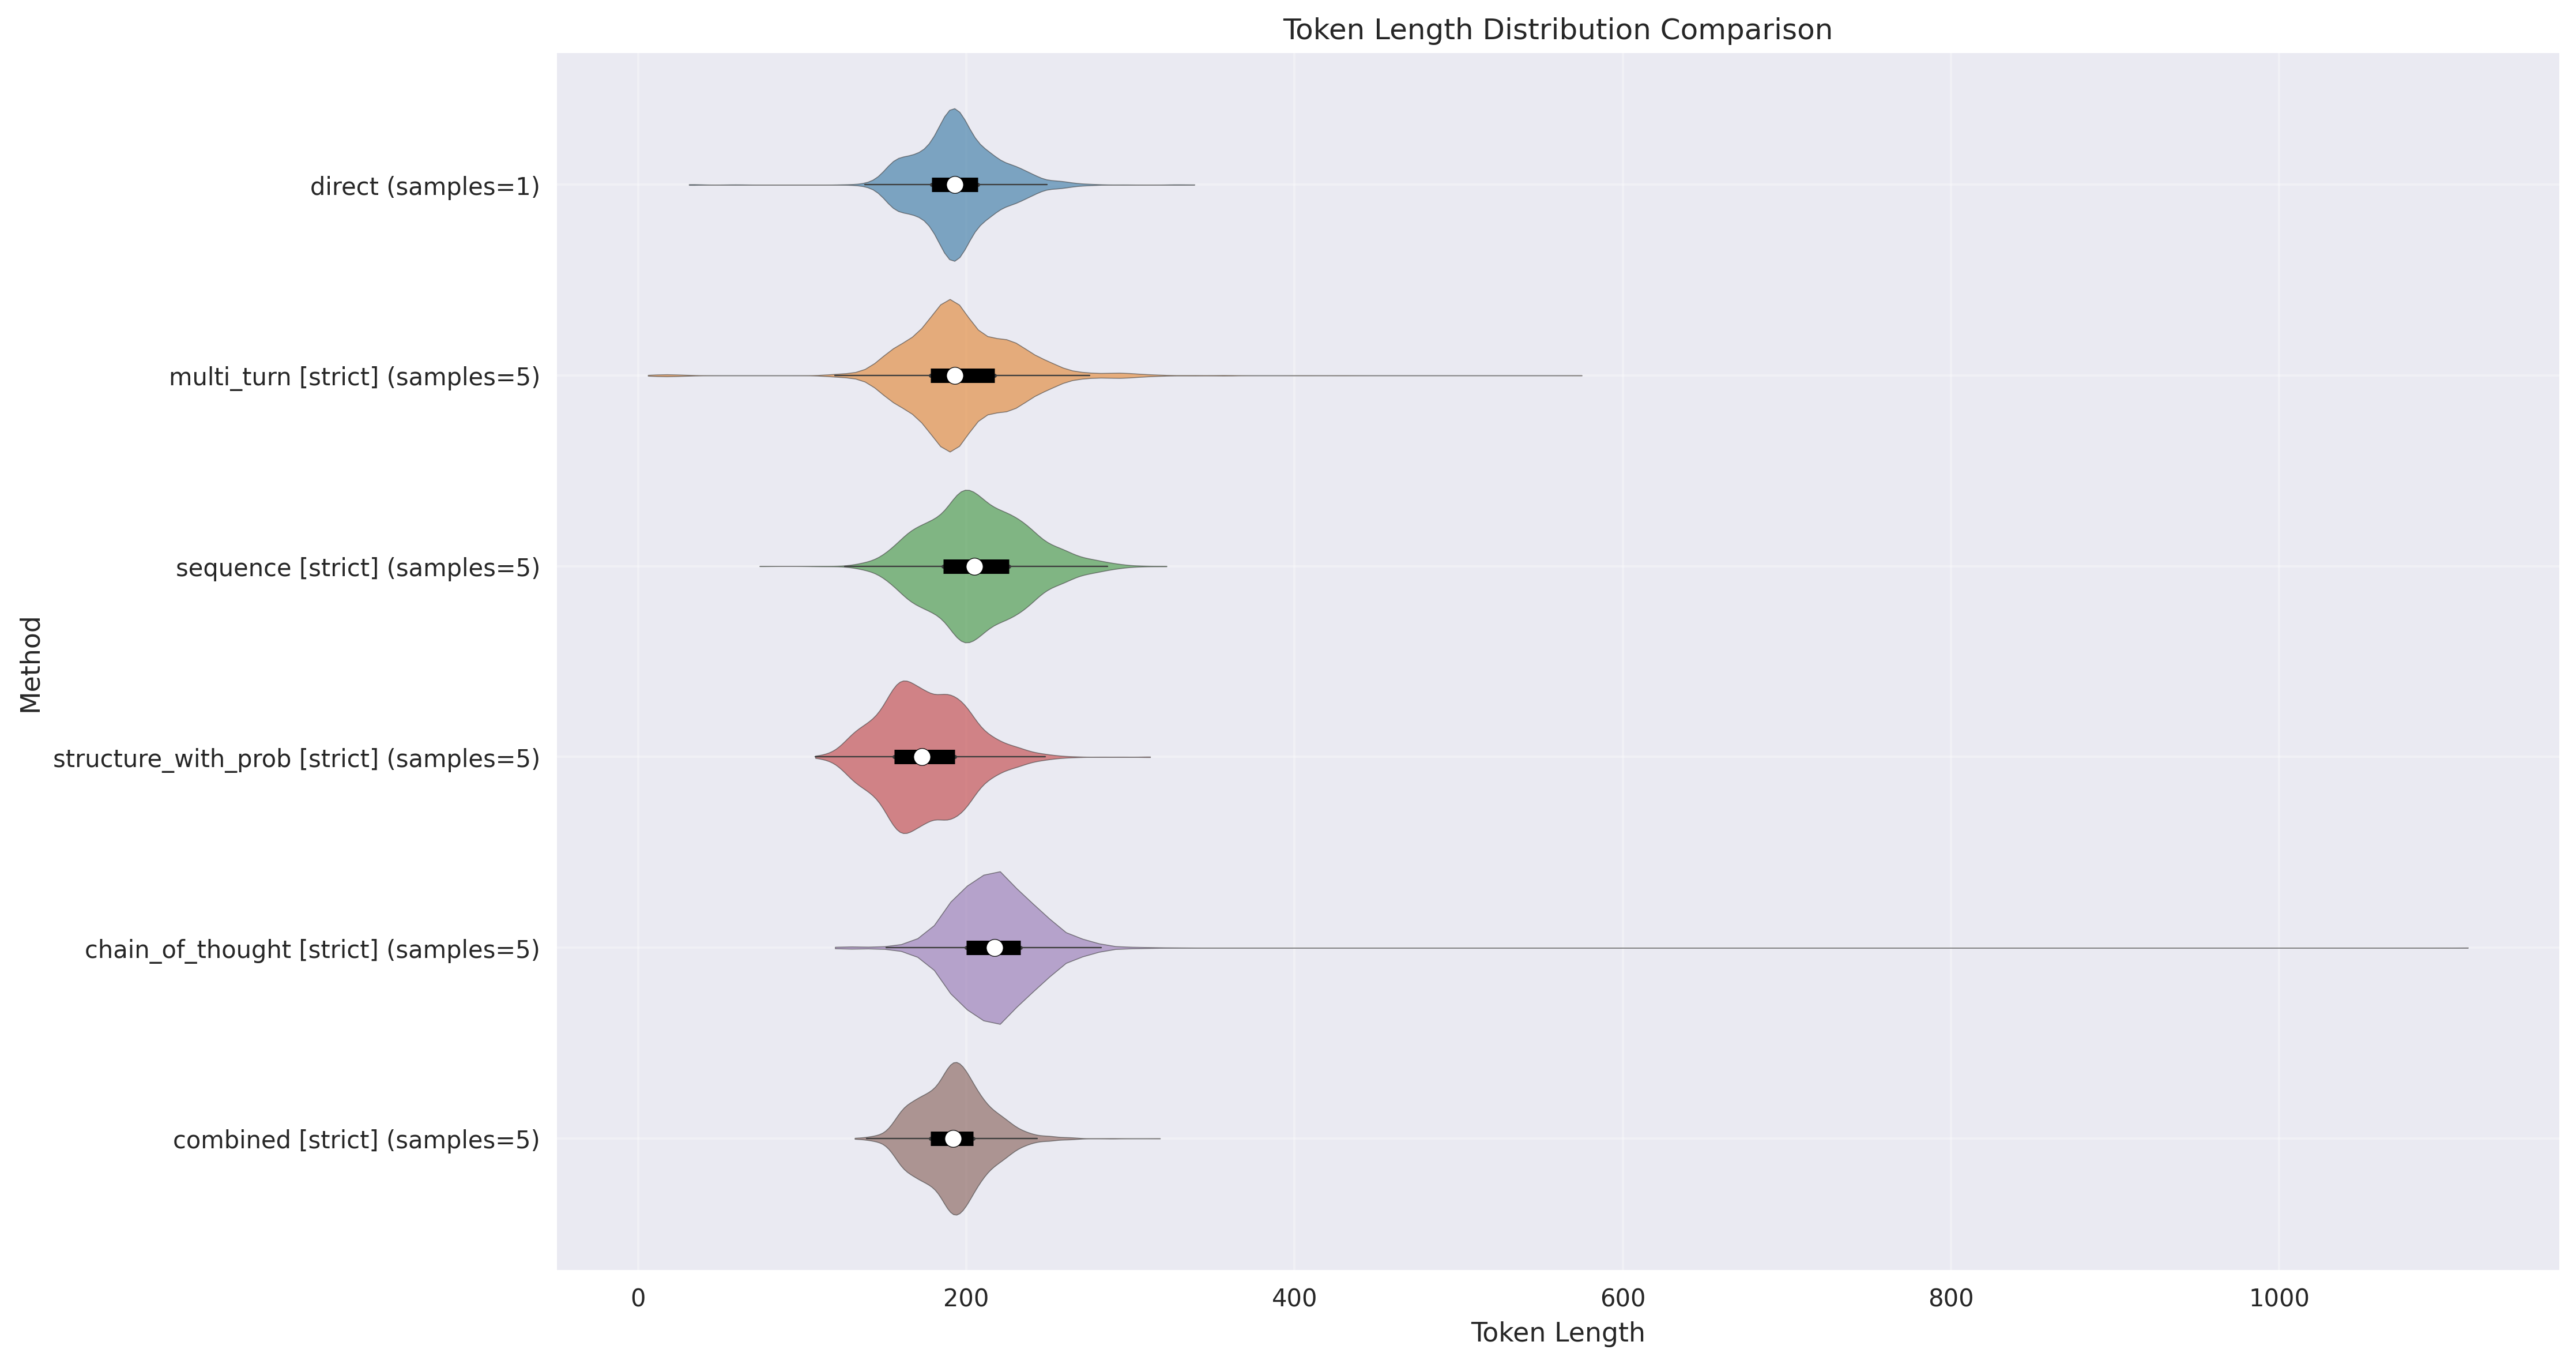 Token Length Distribution Comparison
direct (samples=1)
multi_turn [strict] (samples=5)
sequence [strict] (samples=5)
Method
structure_with_prob [strict] (samples=5)
chain_of_thought [strict] (samples=5)
combined [strict] (samples=5)
0 200 400 600 800 1000
Token Length